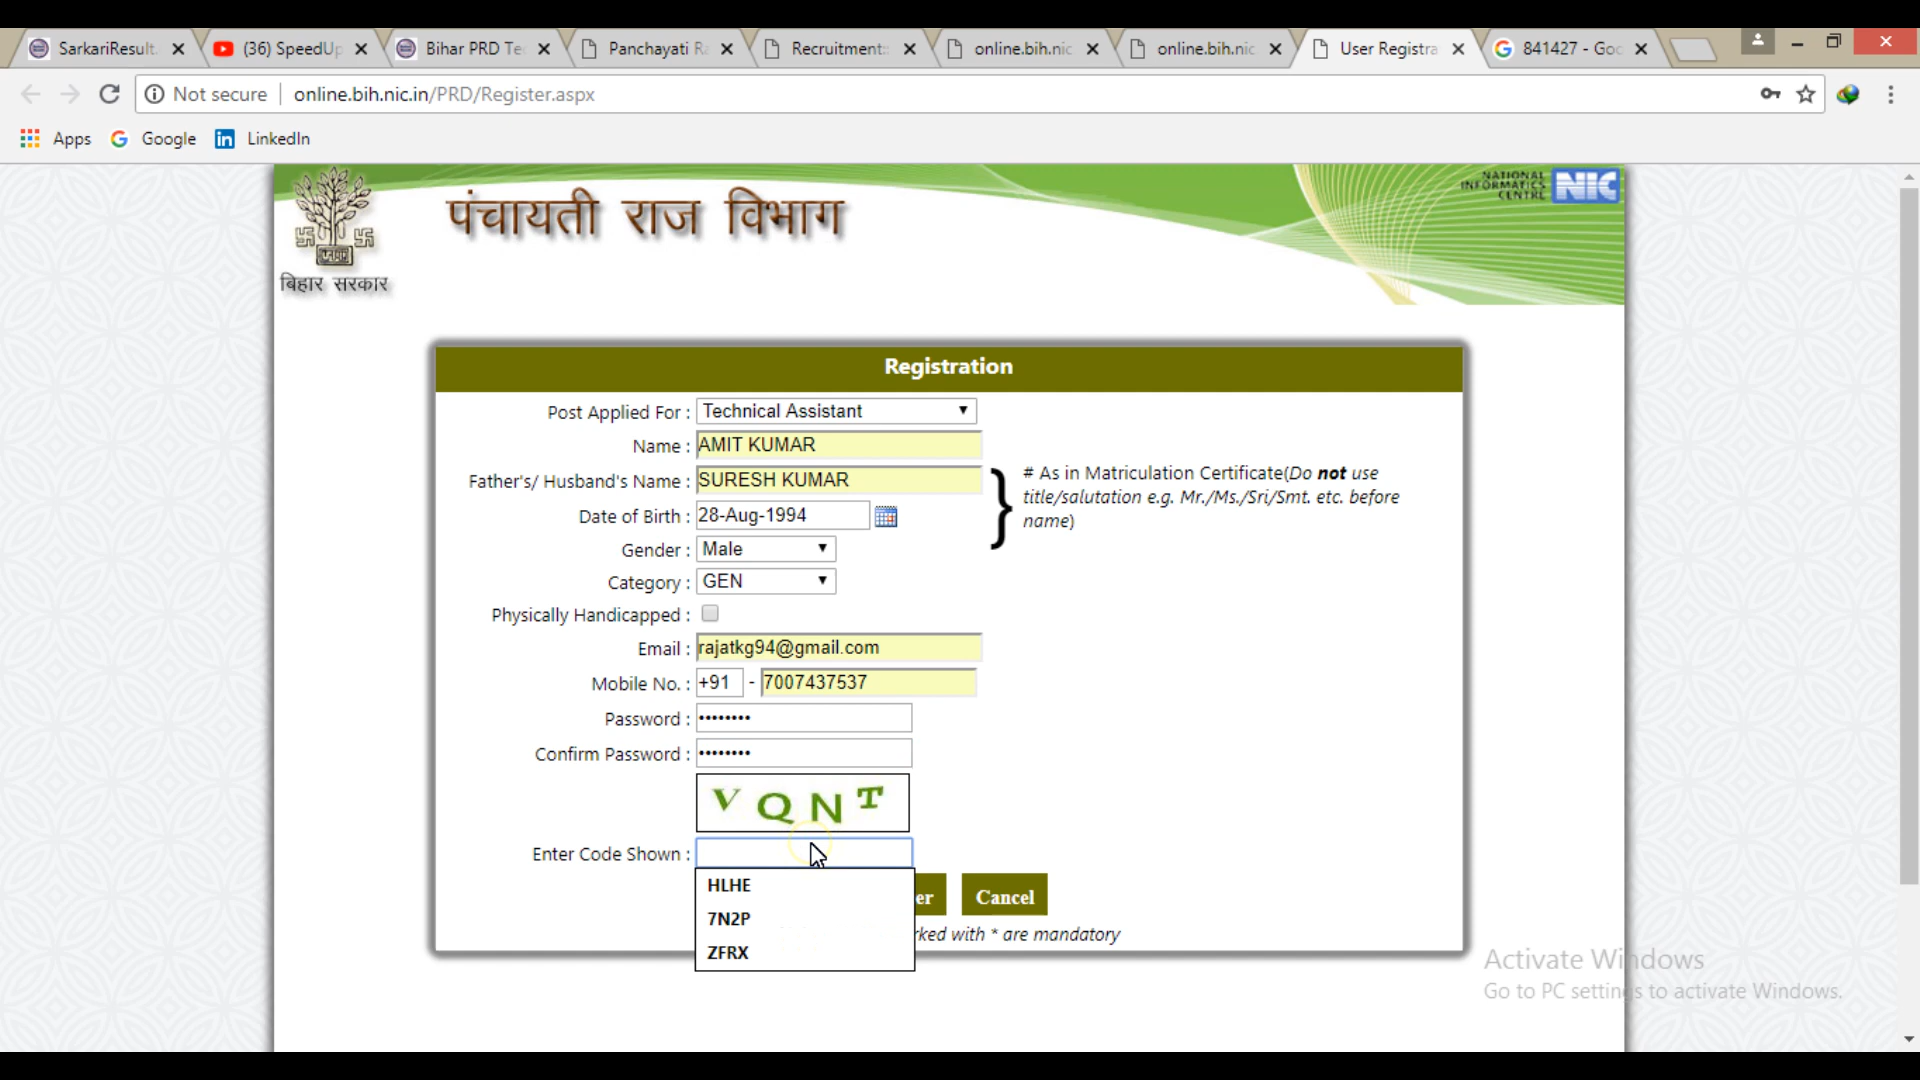 SarkariResult
(36) SpeedUp
Bihar PRD Te
Panchayati R
Recruitment:
online.bih.nic
online.bih.nic
User Registra
841427 - Goo
Not secure online.bih.nic.in/PRD/Register.aspx
Apps Google LinkedIn
पंचायती राज विभाग
बिहार सरकार
NATIONAL
INFORMATICS
CENTRE
NIC
Registration
Post Applied For : Technical Assistant
Name : AMIT KUMAR
Father's/ Husband's Name : SURESH KUMAR
# As in Matriculation Certificate(Do not use
title/salutation e.g. Mr./Ms./Sri/Smt. etc. before
name)
Date of Birth : 28-Aug-1994
Gender : Male
Category : GEN
Physically Handicapped :
Email : rajatkg94@gmail.com
Mobile No. : +91 - 7007437537
Password : ••••••••
Confirm Password : ••••••••
V Q N T
Enter Code Shown :
HLHE
7N2P
ZFRX
er Cancel
rked with * are mandatory
Activate Windows
Go to PC settings to activate Windows.